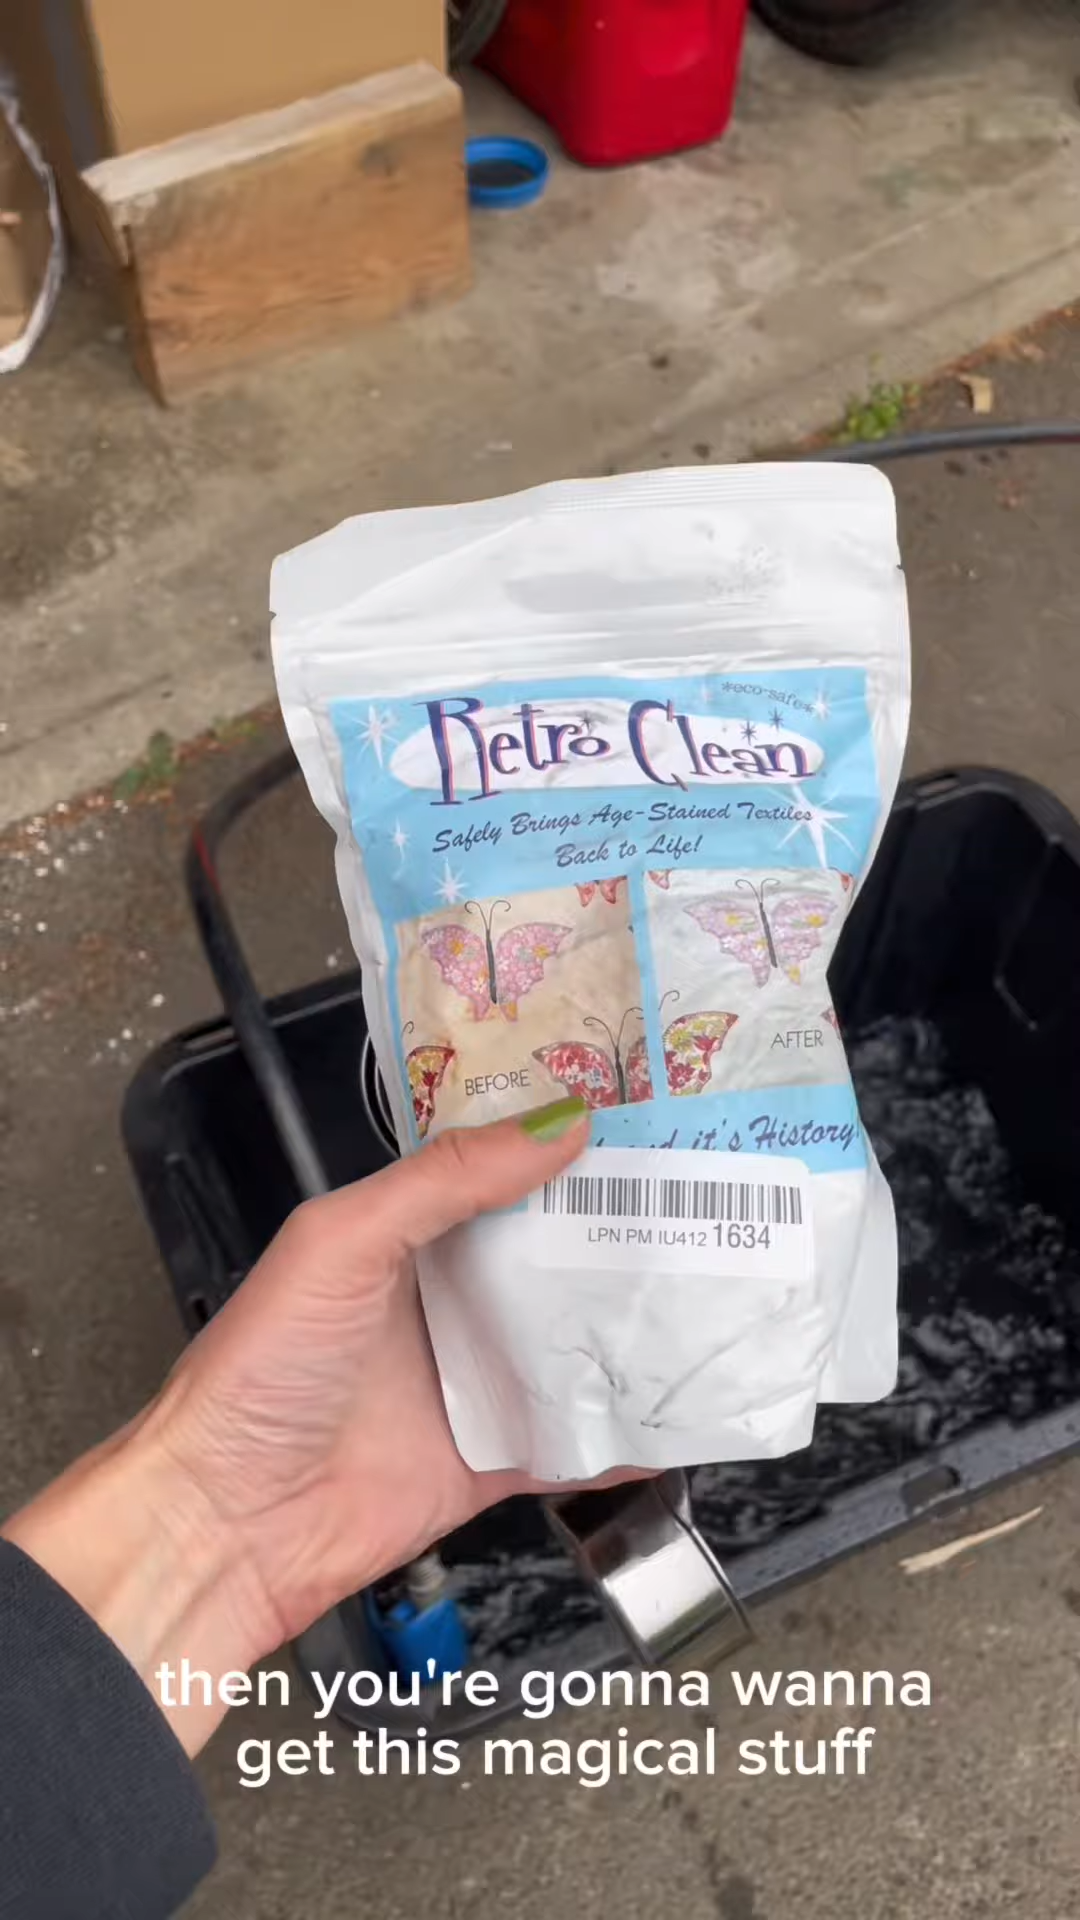 *eco-safe*
Retro Clean
Safely Brings Age-Stained Textiles
Back to Life!
BEFORE
AFTER
it's History!
LPN PM IU412 1634
then you're gonna wanna
get this magical stuff